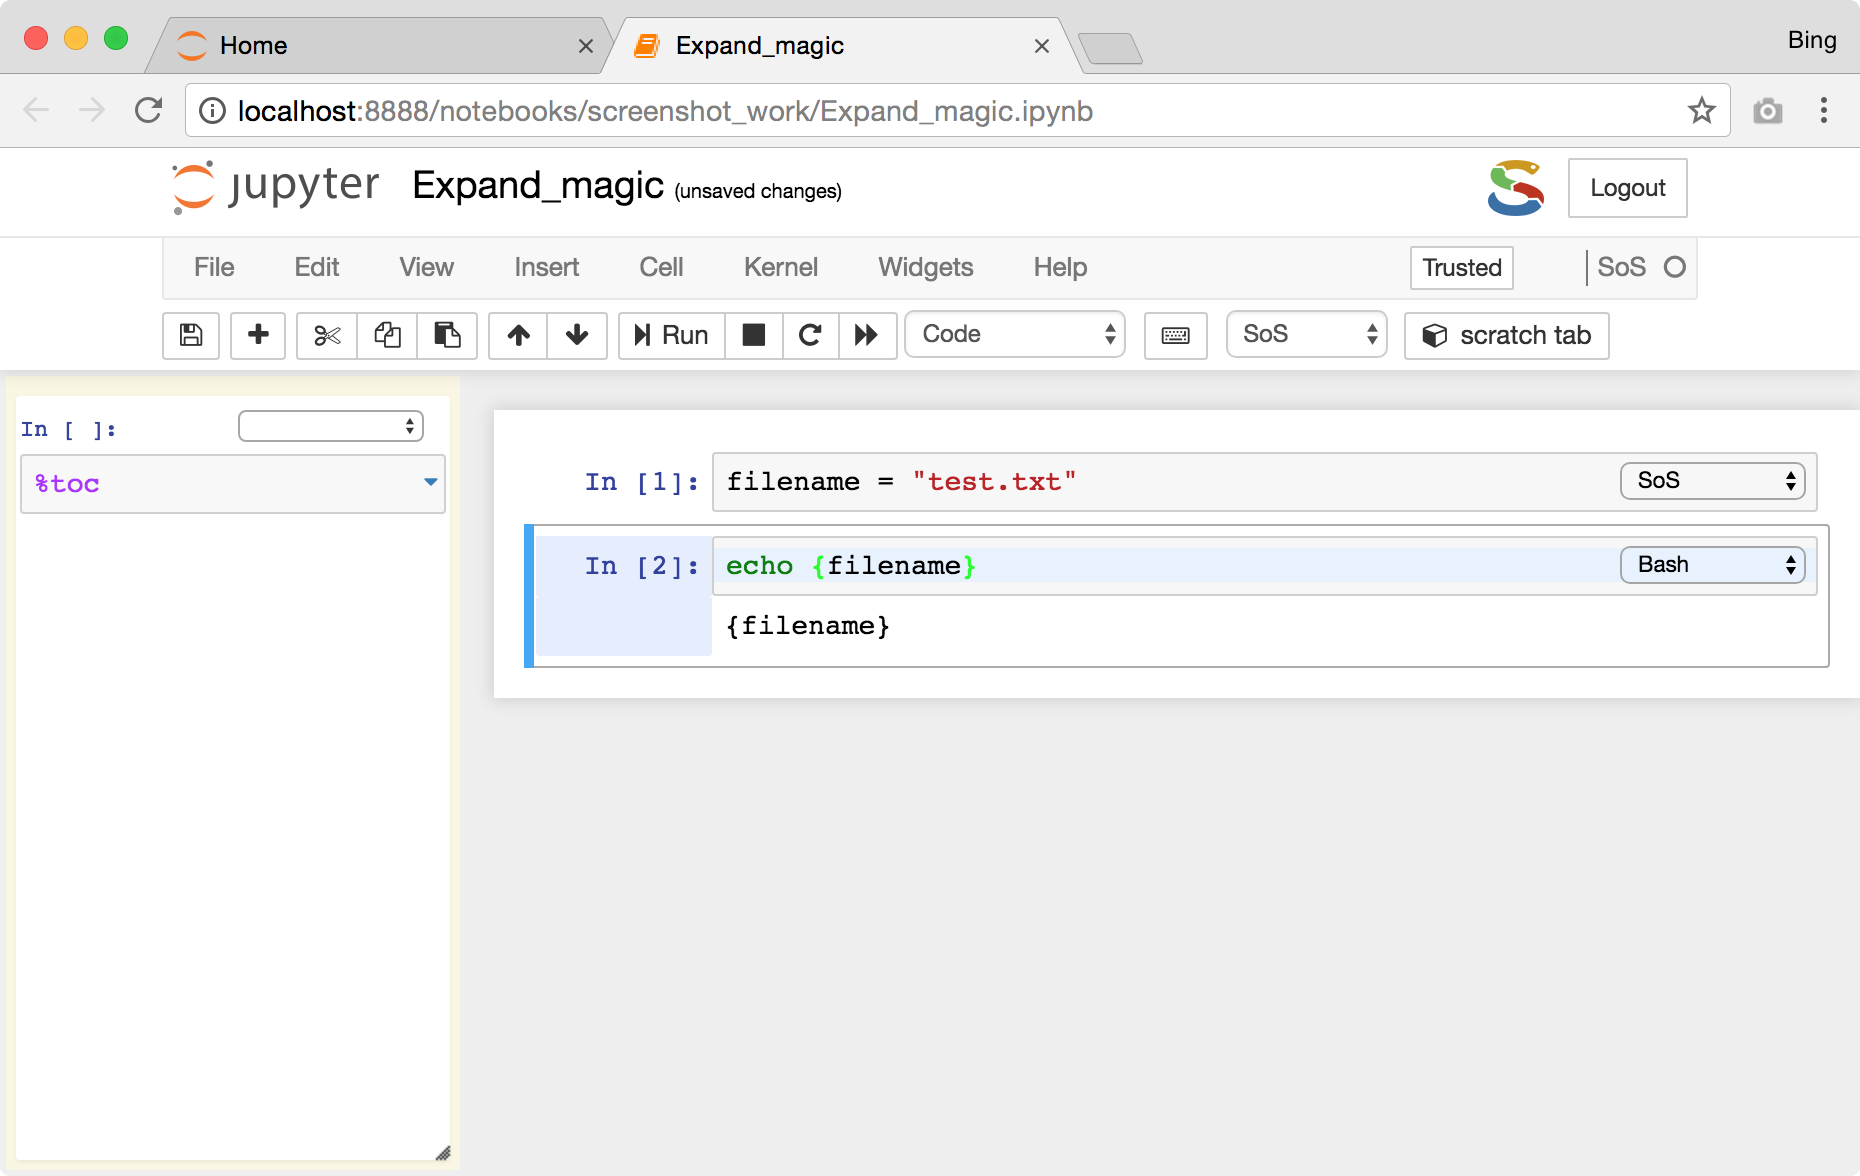 Home
Expand_magic
Bing
localhost:8888/notebooks/screenshot_work/Expand_magic.ipynb
jupyter Expand_magic (unsaved changes)
Logout
File Edit View Insert Cell Kernel Widgets Help Trusted SoS
Run Code SoS scratch tab
In [ ]:
%toc
In [1]: filename = "test.txt" SoS
In [2]: echo {filename} Bash
{filename}